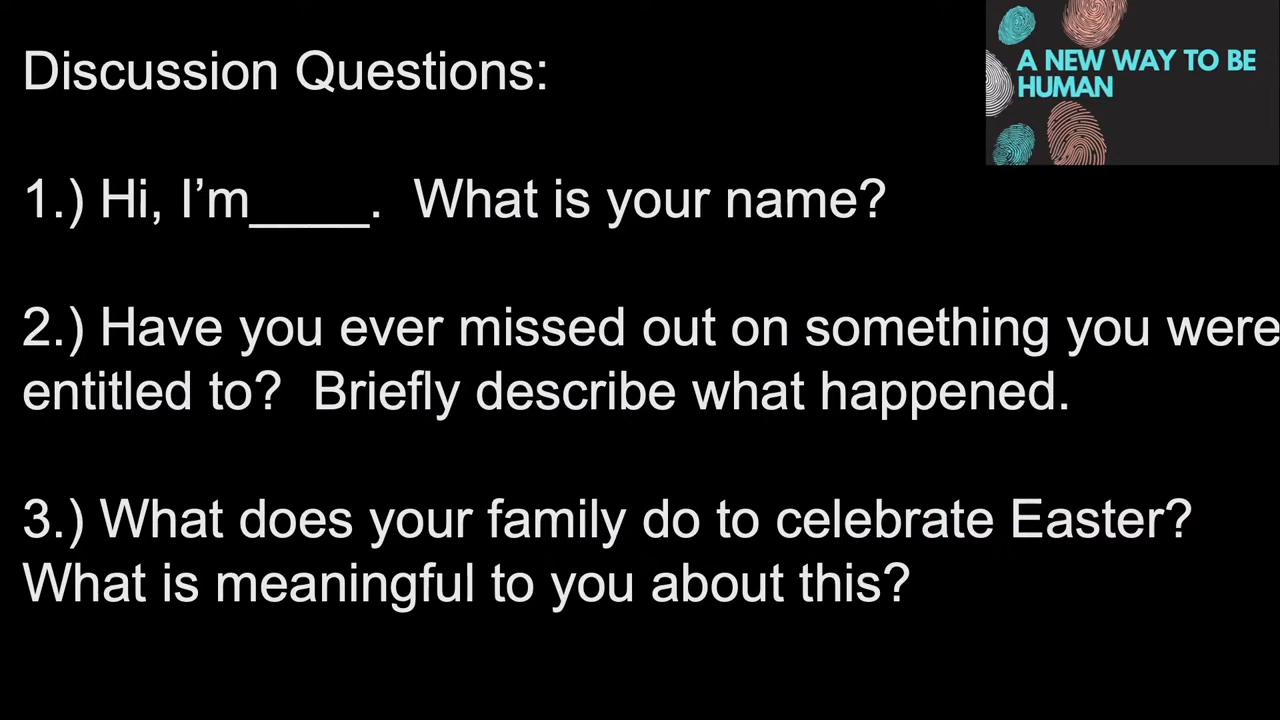 Discussion Questions:
A NEW WAY TO BE
HUMAN
1.) Hi, I’m____.  What is your name?
2.) Have you ever missed out on something you were
entitled to?  Briefly describe what happened.
3.) What does your family do to celebrate Easter?
What is meaningful to you about this?